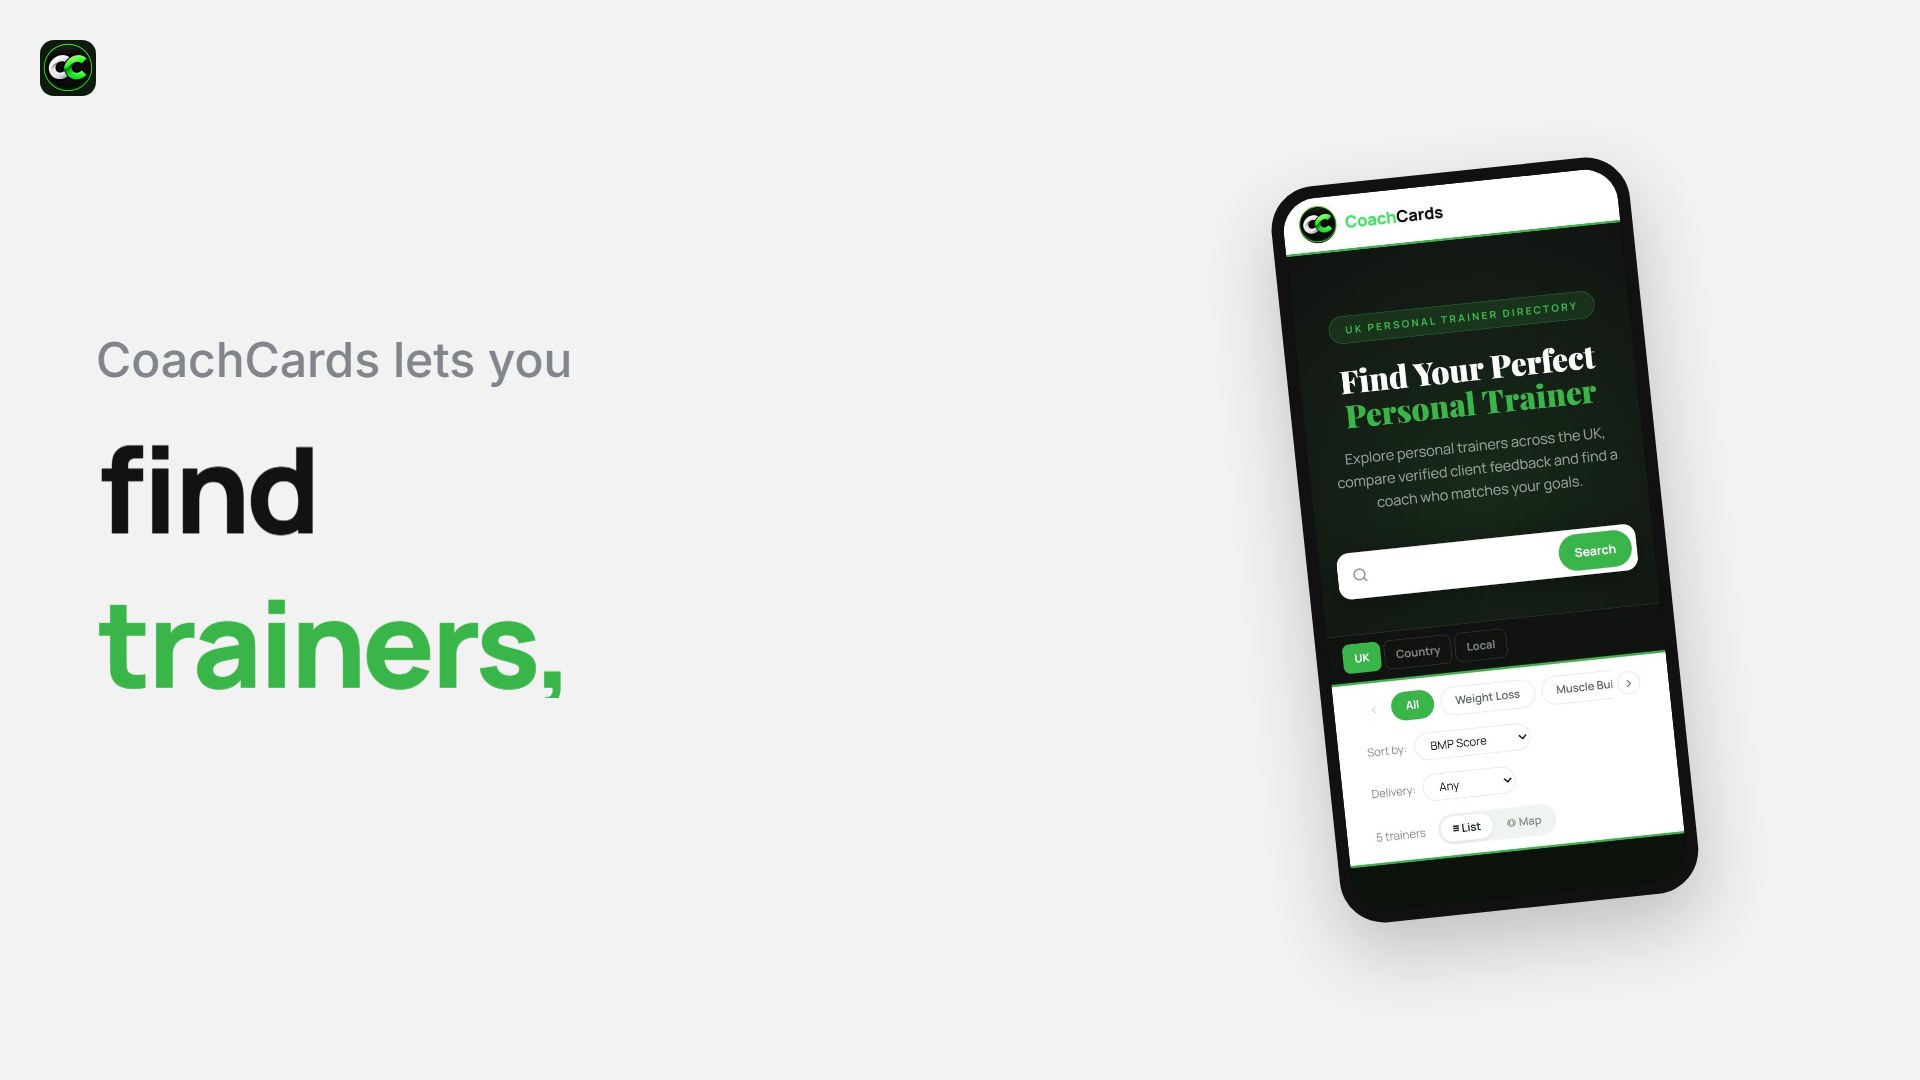 CC
CoachCards lets you
find
trainers,
CC CoachCards
UK PERSONAL TRAINER DIRECTORY
Find Your Perfect
Personal Trainer
Explore personal trainers across the UK,
compare verified client feedback and find a
coach who matches your goals.
Search
UK Country Local
All Weight Loss Muscle Bui
Sort by: BMP Score
Delivery: Any
5 trainers List Map